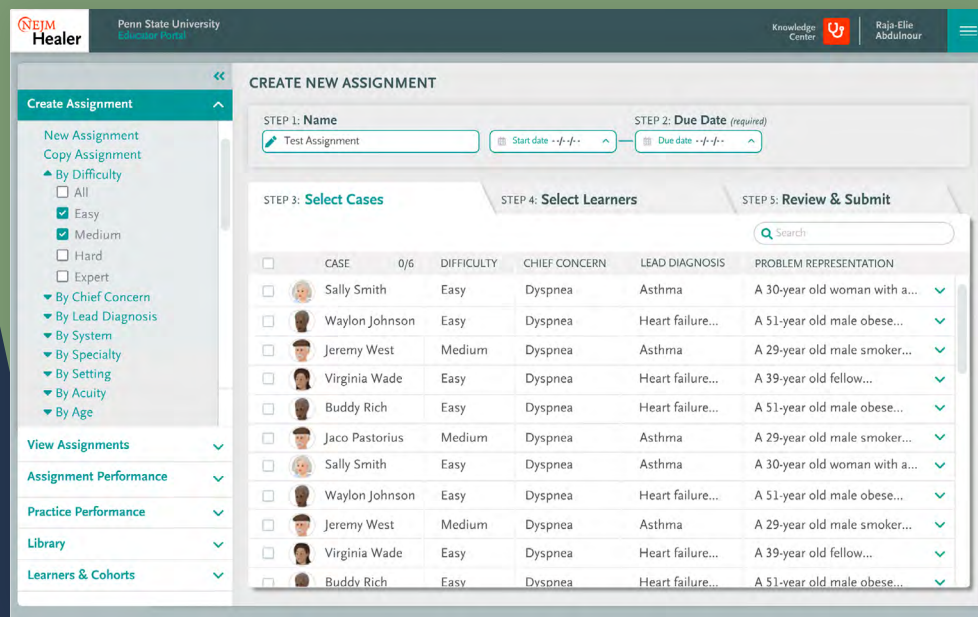 NEJM
Healer
Penn State University
Educator Portal
Knowledge
Center
Raja-Elie
Abdulnour
Create Assignment
New Assignment
Copy Assignment
By Difficulty
All
Easy
Medium
Hard
Expert
By Chief Concern
By Lead Diagnosis
By System
By Specialty
By Setting
By Acuity
By Age
View Assignments
Assignment Performance
Practice Performance
Library
Learners & Cohorts
CREATE NEW ASSIGNMENT
STEP 1: Name
STEP 2: Due Date (required)
Test Assignment
Start date --/--/--
Due date --/--/--
STEP 3: Select Cases
STEP 4: Select Learners
STEP 5: Review & Submit
Search
CASE 0/6 DIFFICULTY CHIEF CONCERN LEAD DIAGNOSIS PROBLEM REPRESENTATION
Sally Smith Easy Dyspnea Asthma A 30-year old woman with a...
Waylon Johnson Easy Dyspnea Heart failure... A 51-year old male obese...
Jeremy West Medium Dyspnea Asthma A 29-year old male smoker...
Virginia Wade Easy Dyspnea Heart failure... A 39-year old fellow...
Buddy Rich Easy Dyspnea Heart failure... A 51-year old male obese...
Jaco Pastorius Medium Dyspnea Asthma A 29-year old male smoker...
Sally Smith Easy Dyspnea Asthma A 30-year old woman with a...
Waylon Johnson Easy Dyspnea Heart failure... A 51-year old male obese...
Jeremy West Medium Dyspnea Asthma A 29-year old male smoker...
Virginia Wade Easy Dyspnea Heart failure... A 39-year old fellow...
Buddy Rich Easy Dyspnea Heart failure... A 51-year old male obese...